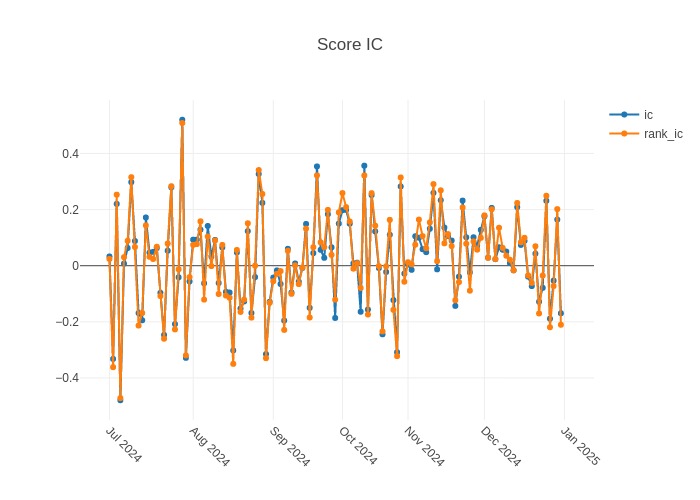 Score IC
ic
rank_ic
0.4
0.2
0
−0.2
−0.4
Jul 2024
Aug 2024
Sep 2024
Oct 2024
Nov 2024
Dec 2024
Jan 2025